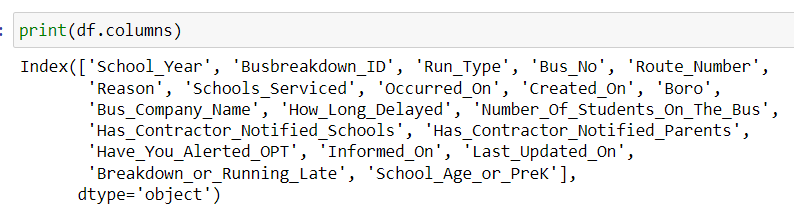 print(df.columns)
Index(['School_Year', 'Busbreakdown_ID', 'Run_Type', 'Bus_No', 'Route_Number',
'Reason', 'Schools_Serviced', 'Occurred_On', 'Created_On', 'Boro',
'Bus_Company_Name', 'How_Long_Delayed', 'Number_Of_Students_On_The_Bus',
'Has_Contractor_Notified_Schools', 'Has_Contractor_Notified_Parents',
'Have_You_Alerted_OPT', 'Informed_On', 'Last_Updated_On',
'Breakdown_or_Running_Late', 'School_Age_or_PreK'],
dtype='object')